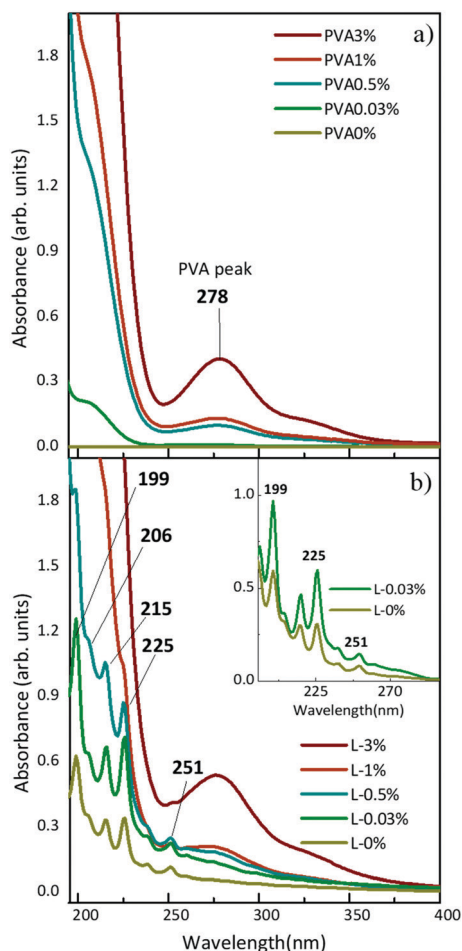 a)
PVA3%
PVA1%
PVA0.5%
PVA0.03%
PVA0%
1.8
1.5
1.2
0.9
0.6
0.3
0.0
Absorbance (arb. units)
PVA peak
278
b)
199
206
215
225
251
1.8
1.5
1.2
0.9
0.6
0.3
0.0
Absorbance (arb. units)
1.0
0.5
0.0
199
225
251
L-0.03%
L-0%
225
270
Wavelength(nm)
L-3%
L-1%
L-0.5%
L-0.03%
L-0%
200
250
300
350
400
Wavelength(nm)